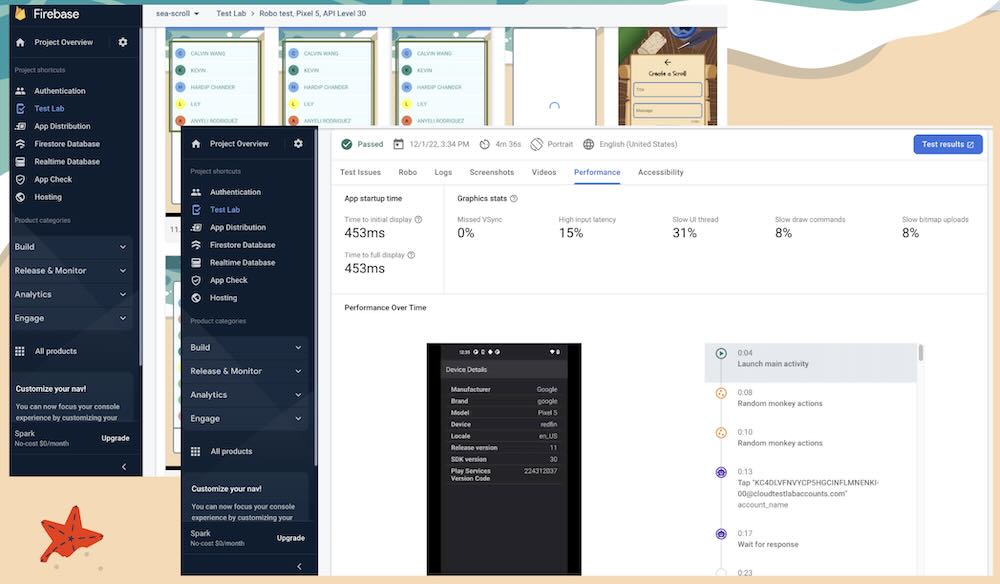 Firebase
Project Overview
Project shortcuts
Authentication
Test Lab
App Distribution
Firestore Database
Realtime Database
App Check
Hosting
Product categories
Build
Release & Monitor
Analytics
Engage
All products
Customize your nav!
You can now focus your console
experience by customizing your
Spark
No-cost $0/month
Upgrade
sea-scroll
Test Lab > Robo test, Pixel 5, API Level 30
C CALVIN WANG
K KEVIN
H HARDIP CHANDER
L LILY
A ANYELI RODRIGUEZ
C CALVIN WANG
K KEVIN
H HARDIP CHANDER
L LILY
A ANYELI RODRIGUEZ
C CALVIN WANG
K KEVIN
H HARDIP CHANDER
L LILY
A ANYELI RODRIGUEZ
Create a Scroll
Title
Message
11.
Project Overview
Project shortcuts
Authentication
Test Lab
App Distribution
Firestore Database
Realtime Database
App Check
Hosting
Product categories
Build
Release & Monitor
Analytics
Engage
All products
Customize your nav!
You can now focus your console
experience by customizing your
Spark
No-cost $0/month
Upgrade
Passed 12/1/22, 3:34 PM 4m 36s Portrait English (United States)
Test results
Test Issues Robo Logs Screenshots Videos Performance Accessibility
App startup time
Time to initial display
453ms
Time to full display
453ms
Graphics stats
Missed VSync High input latency Slow UI thread Slow draw commands Slow bitmap uploads
0% 15% 31% 8% 8%
Performance Over Time
12:35
Device Details
Manufacturer Google
Brand google
Model Pixel 5
Device redfin
Locale en_US
Release version 11
SDK version 30
Play Services 224312037
Version Code
0:04
Launch main activity
0:08
Random monkey actions
0:10
Random monkey actions
0:13
Tap "KC4DLVFNVYCP5HGCINFLMNENKI-
00@cloudtestlabaccounts.com"
account_name
0:17
Wait for response
0:23